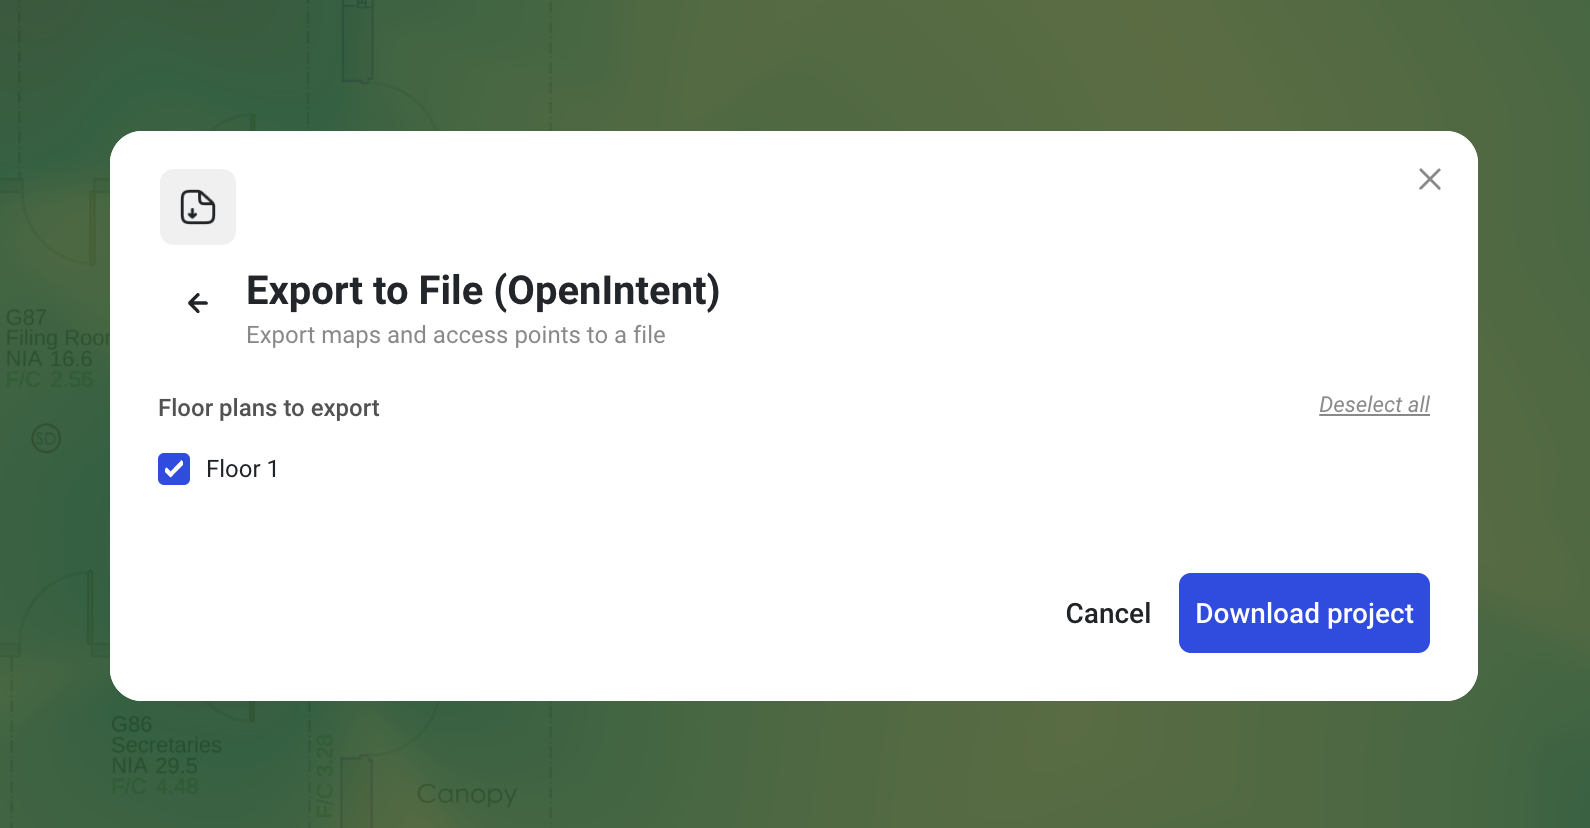 Export to File (OpenIntent)
Export maps and access points to a file
Floor plans to export
Deselect all
Floor 1
Cancel
Download project
G87
Filing Roor
NIA 16.6
F/C 2.56
SD
G86
Secretaries
NIA 29.5
F/C 4.48
F/C 3.28
Canopy